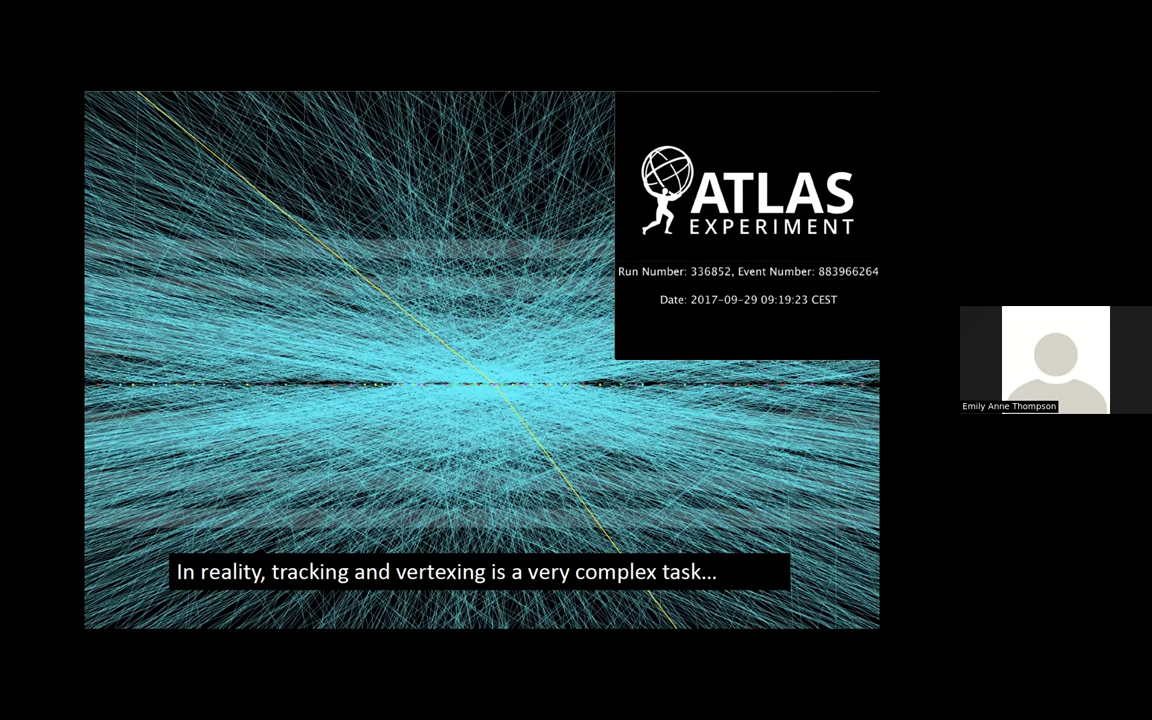 ATLAS
EXPERIMENT
Run Number: 336852, Event Number: 883966264
Date: 2017-09-29 09:19:23 CEST
Emily Anne Thompson
In reality, tracking and vertexing is a very complex task...